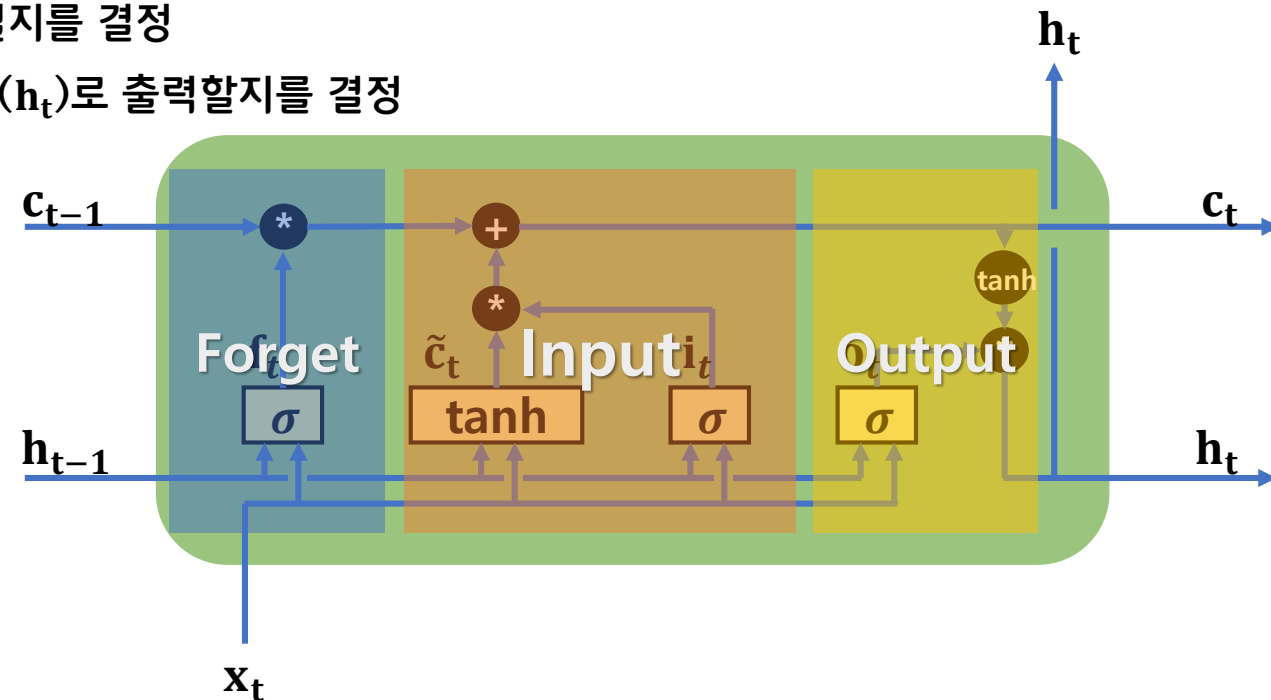 지를 결정
(hₜ)로 출력할지를 결정
hₜ
cₜ₋₁
*
+
cₜ
tanh
*
Forget
fₜ
c̃ₜ
Input
iₜ
Output
σ
tanh
σ
σ
hₜ₋₁
hₜ
xₜ